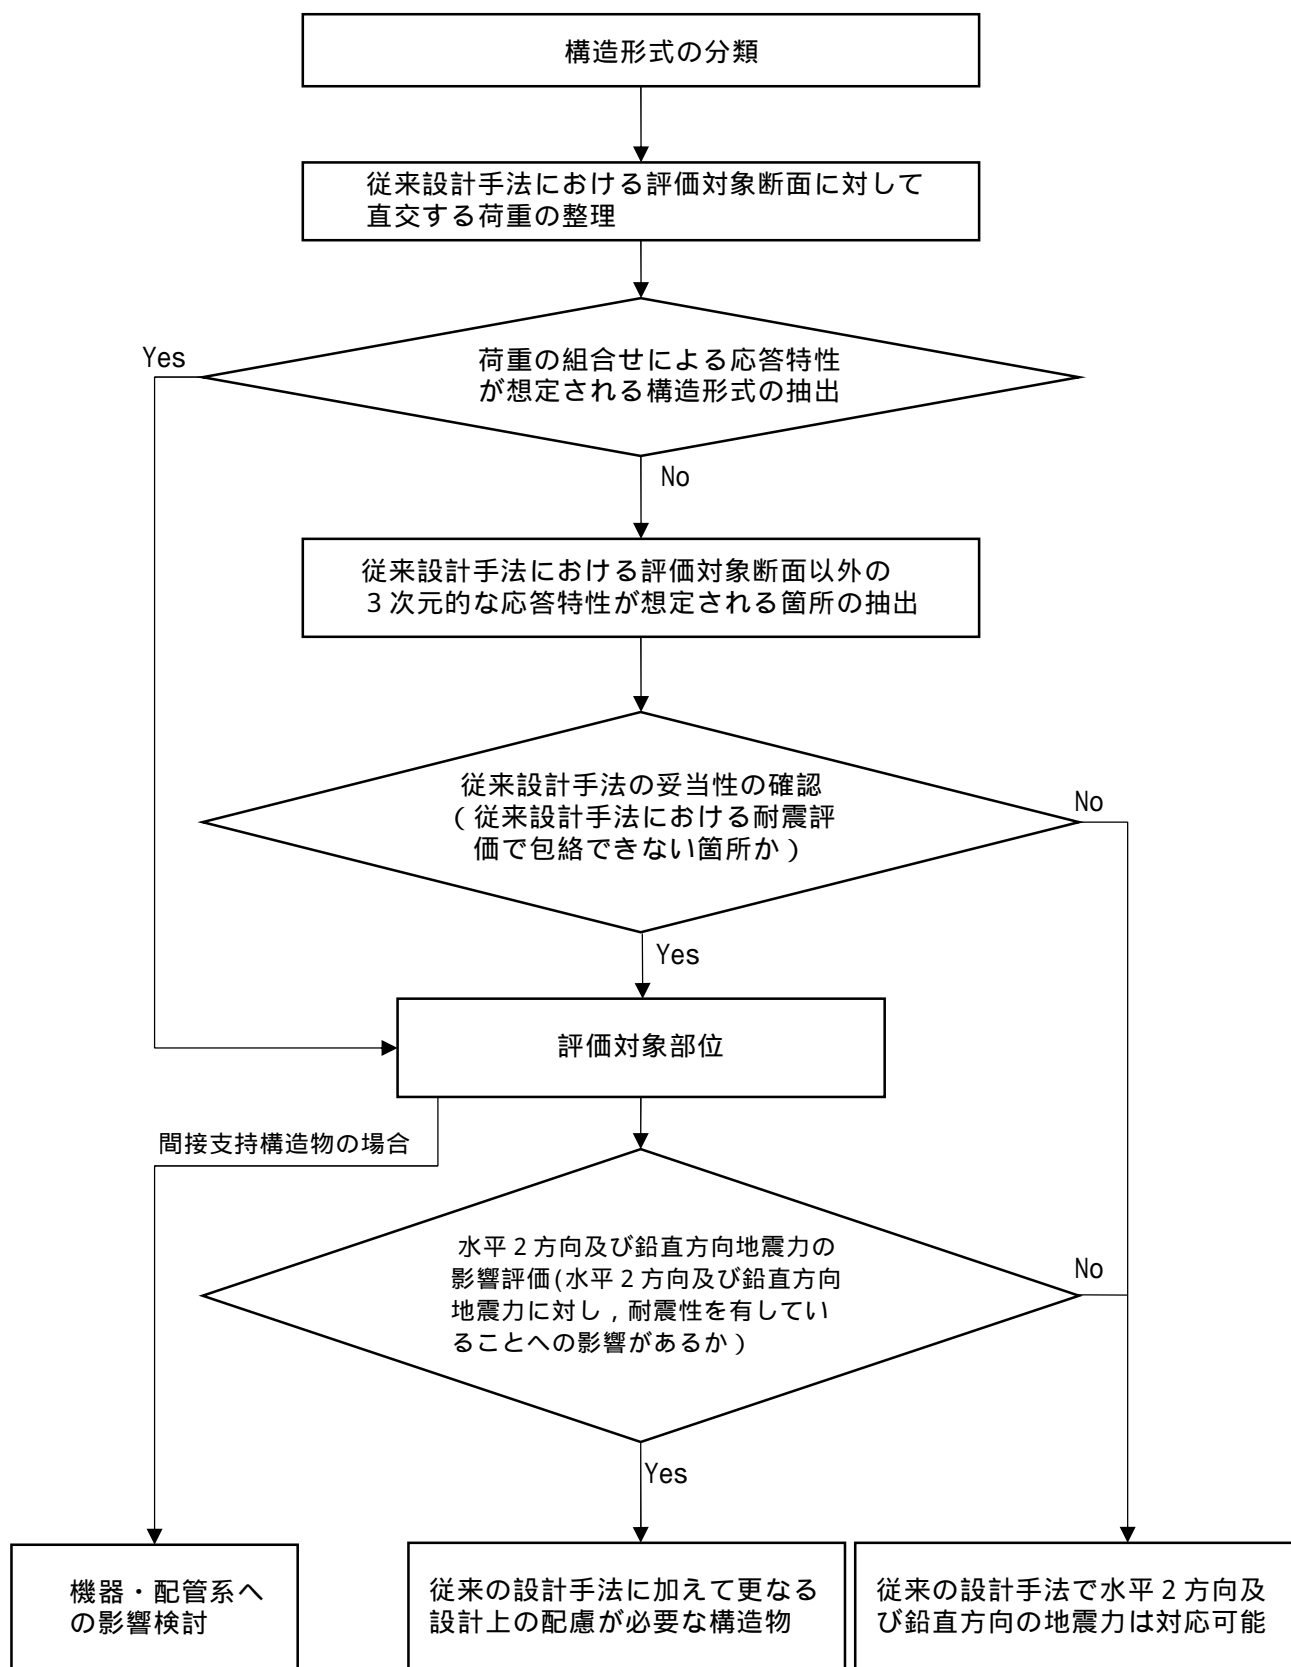 構造形式の分類
従来設計手法における評価対象断面に対して
直交する荷重の整理
Yes
荷重の組合せによる応答特性
が想定される構造形式の抽出
No
従来設計手法における評価対象断面以外の
3次元的な応答特性が想定される箇所の抽出
従来設計手法の妥当性の確認
(従来設計手法における耐震評
価で包絡できない箇所か)
No
Yes
評価対象部位
間接支持構造物の場合
水平2方向及び鉛直方向地震力の
影響評価(水平2方向及び鉛直方向
地震力に対し,耐震性を有してい
ることへの影響があるか)
No
Yes
機器・配管系へ
の影響検討
従来の設計手法に加えて更なる
設計上の配慮が必要な構造物
従来の設計手法で水平2方向及
び鉛直方向の地震力は対応可能